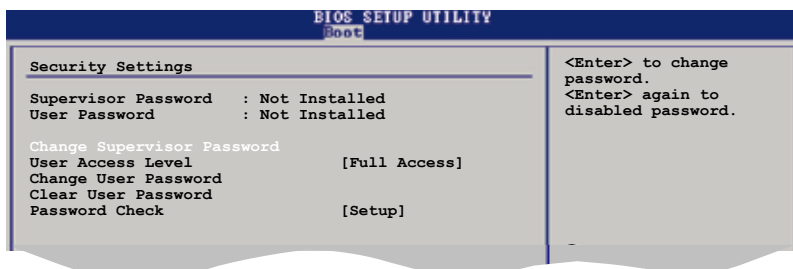 BIOS SETUP UTILITY
Boot
Security Settings
Supervisor Password : Not Installed
User Password : Not Installed
Change Supervisor Password
User Access Level [Full Access]
Change User Password
Clear User Password
Password Check [Setup]
<Enter> to change
password.
<Enter> again to
disabled password.